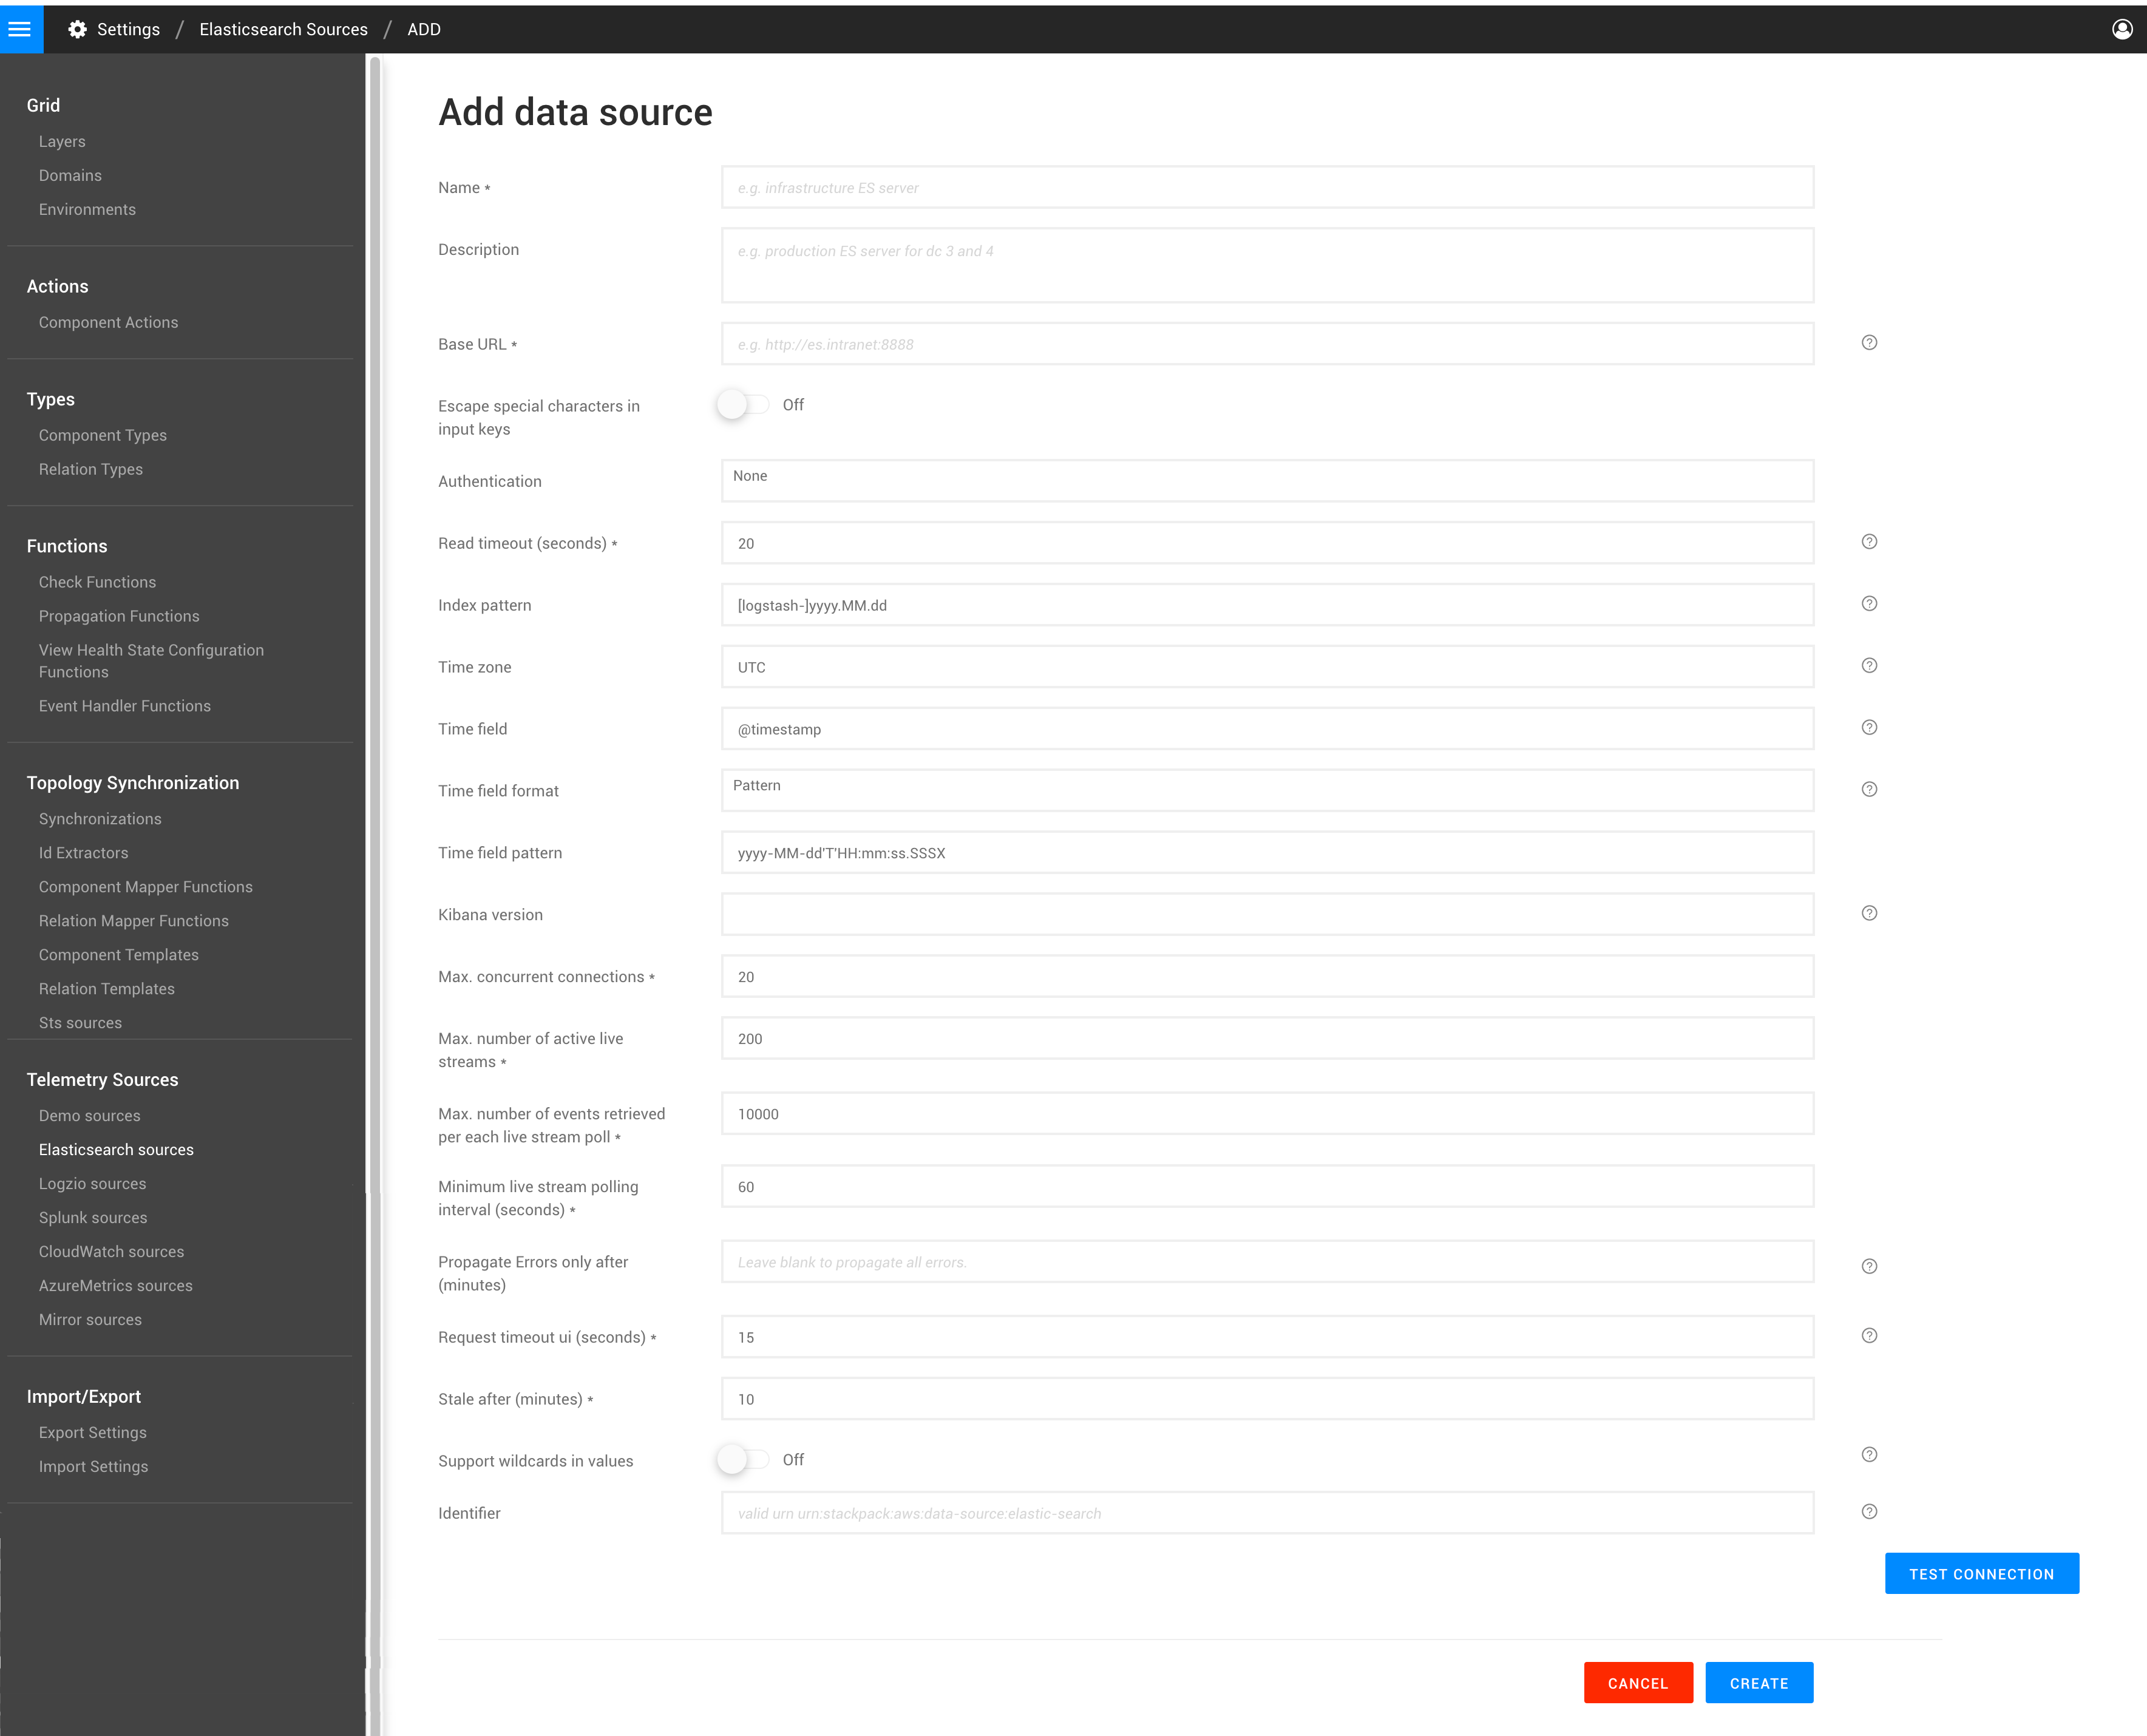 Settings / Elasticsearch Sources / ADD
Grid
Layers
Domains
Environments
Actions
Component Actions
Types
Component Types
Relation Types
Functions
Check Functions
Propagation Functions
View Health State Configuration
Functions
Event Handler Functions
Topology Synchronization
Synchronizations
Id Extractors
Component Mapper Functions
Relation Mapper Functions
Component Templates
Relation Templates
Sts sources
Telemetry Sources
Demo sources
Elasticsearch sources
Logzio sources
Splunk sources
CloudWatch sources
AzureMetrics sources
Mirror sources
Import/Export
Export Settings
Import Settings
Add data source
Name *
e.g. infrastructure ES server
Description
e.g. production ES server for dc 3 and 4
Base URL *
e.g. http://es.intranet:8888
Escape special characters in
input keys
Off
Authentication
None
Read timeout (seconds) *
20
Index pattern
[logstash-]yyyy.MM.dd
Time zone
UTC
Time field
@timestamp
Time field format
Pattern
Time field pattern
yyyy-MM-dd'T'HH:mm:ss.SSSX
Kibana version
Max. concurrent connections *
20
Max. number of active live
streams *
200
Max. number of events retrieved
per each live stream poll *
10000
Minimum live stream polling
interval (seconds) *
60
Propagate Errors only after
(minutes)
Leave blank to propagate all errors.
Request timeout ui (seconds) *
15
Stale after (minutes) *
10
Support wildcards in values
Off
Identifier
valid urn urn:stackpack:aws:data-source:elastic-search
TEST CONNECTION
CANCEL
CREATE